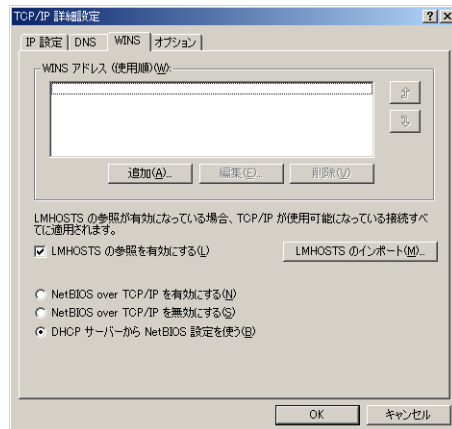 TCP/IP 詳細設定
IP 設定 DNS WINS オプション
WINS アドレス (使用順)(W):
追加(A)... 編集(E)... 削除(V)
LMHOSTS の参照が有効になっている場合、TCP/IP が使用可能になっている接続すべ
てに適用されます。
LMHOSTS の参照を有効にする(L) LMHOSTS のインポート(M)...
NetBIOS over TCP/IP を有効にする(N)
NetBIOS over TCP/IP を無効にする(S)
DHCP サーバーから NetBIOS 設定を使う(B)
OK キャンセル